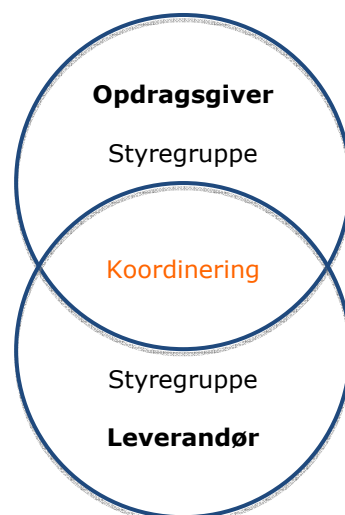 Opdragsgiver
Styregruppe
Koordinering
Styregruppe
Leverandør